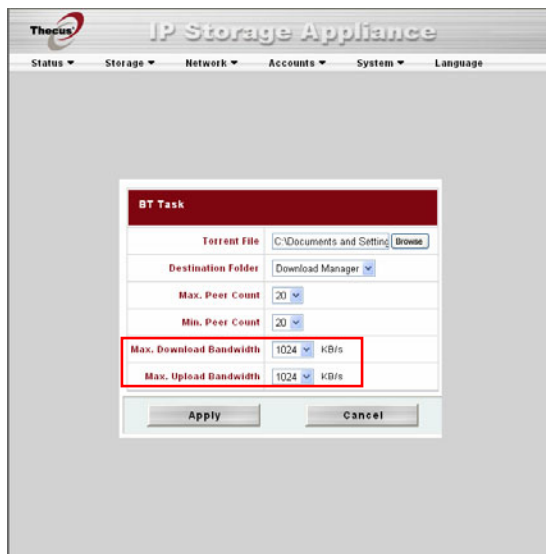 Thecus
IP Storage Appliance
Status Storage Network Accounts System Language
BT Task
Torrent File C:\Documents and Setting Browse
Destination Folder Download Manager
Max. Peer Count 20
Min. Peer Count 20
Max. Download Bandwidth 1024 KB/s
Max. Upload Bandwidth 1024 KB/s
Apply Cancel